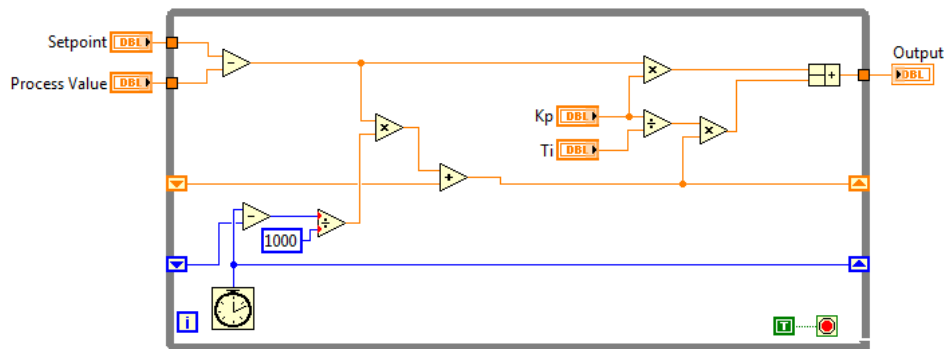 Setpoint
DBL
Process Value
DBL
Output
DBL
Kp
DBL
Ti
DBL
1000
i
T